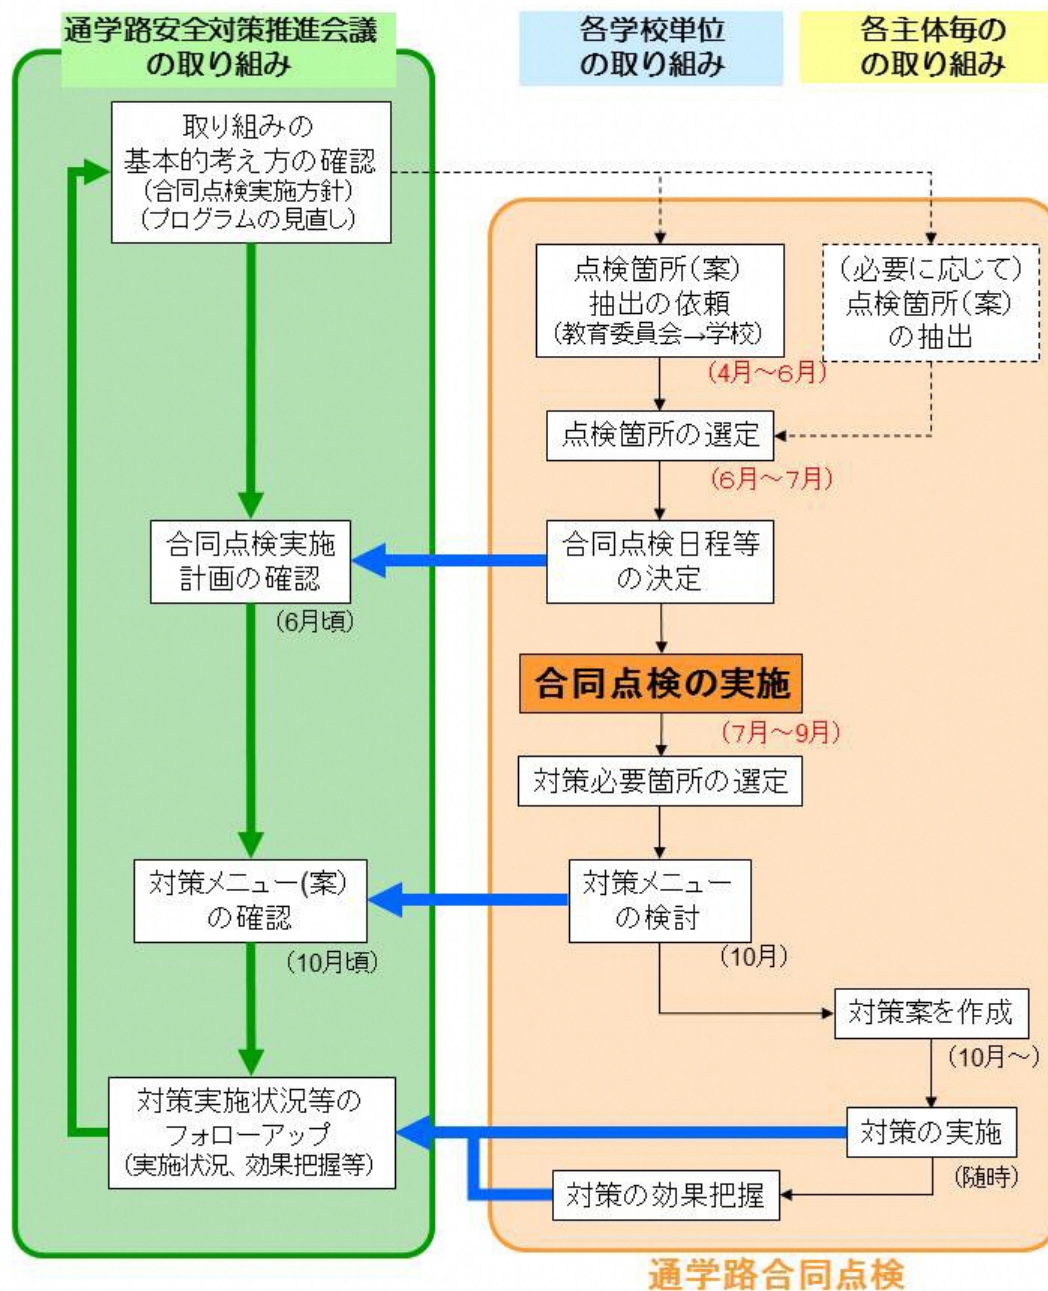 通学路安全対策推進会議
の取り組み
各学校単位
の取り組み
各主体毎の
の取り組み
取り組みの
基本的考え方の確認
(合同点検実施方針)
(プログラムの見直し)
点検箇所(案)
抽出の依頼
(教育委員会→学校)
(4月～6月)
(必要に応じて)
点検箇所(案)
の抽出
点検箇所の選定
(6月～7月)
合同点検実施
計画の確認
(6月頃)
合同点検日程等
の決定
合同点検の実施
(7月～9月)
対策必要箇所の選定
対策メニュー(案)
の確認
(10月頃)
対策メニュー
の検討
(10月)
対策案を作成
(10月～)
対策実施状況等の
フォローアップ
(実施状況、効果把握等)
対策の実施
(随時)
対策の効果把握
通学路合同点検